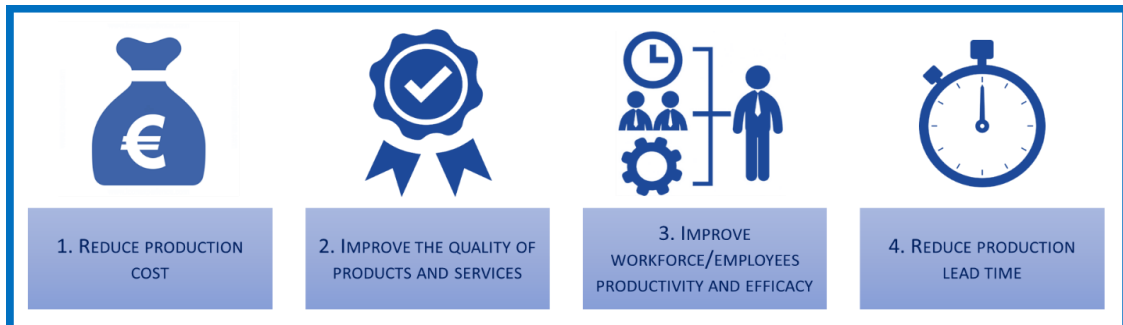 €
1. REDUCE PRODUCTION
COST
2. IMPROVE THE QUALITY OF
PRODUCTS AND SERVICES
3. IMPROVE
WORKFORCE/EMPLOYEES
PRODUCTIVITY AND EFFICACY
4. REDUCE PRODUCTION
LEAD TIME